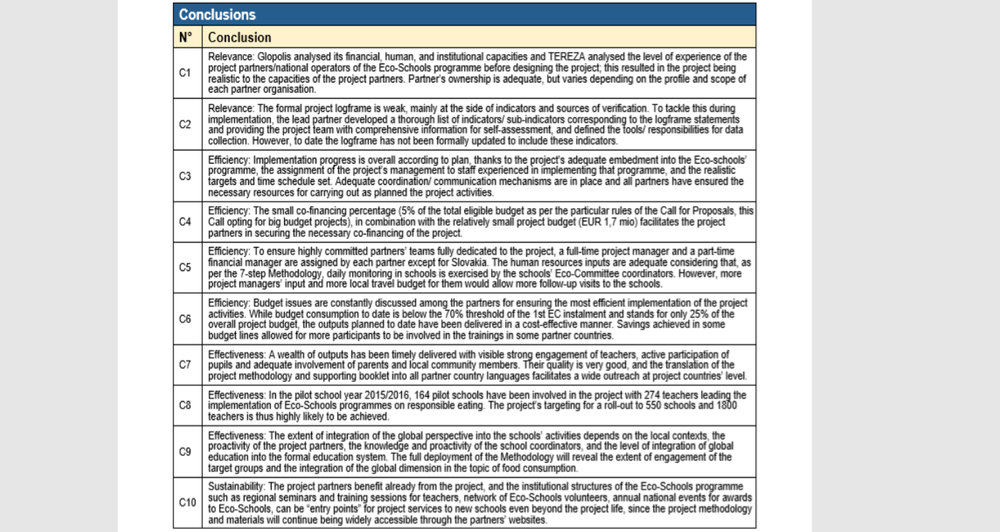 Conclusions
N° Conclusion
C1
Relevance: Glopolis analysed its financial, human, and institutional capacities and TEREZA analysed the level of experience of the
project partners/national operators of the Eco-Schools programme before designing the project; this resulted in the project being
realistic to the capacities of the project partners. Partner's ownership is adequate, but varies depending on the profile and scope of
each partner organisation.
C2
Relevance: The formal project logframe is weak, mainly at the side of indicators and sources of verification. To tackle this during
implementation, the lead partner developed a thorough list of indicators/ sub-indicators corresponding to the logframe statements
and providing the project team with comprehensive information for self-assessment, and defined the tools/ responsibilities for data
collection. However, to date the logframe has not been formally updated to include these indicators.
C3
Efficiency: Implementation progress is overall according to plan, thanks to the project's adequate embedment into the Eco-schools'
programme, the assignment of the project's management to staff experienced in implementing that programme, and the realistic
targets and time schedule set. Adequate coordination/ communication mechanisms are in place and all partners have ensured the
necessary resources for carrying out as planned the project activities.
C4
Efficiency: The small co-financing percentage (5% of the total eligible budget as per the particular rules of the Call for Proposals, this
Call opting for big budget projects), in combination with the relatively small project budget (EUR 1,7 mio) facilitates the project
partners in securing the necessary co-financing of the project.
C5
Efficiency: To ensure highly committed partners' teams fully dedicated to the project, a full-time project manager and a part-time
financial manager are assigned by each partner except for Slovakia. The human resources inputs are adequate considering that, as
per the 7-step Methodology, daily monitoring in schools is exercised by the schools' Eco-Committee coordinators. However, more
project managers' input and more local travel budget for them would allow more follow-up visits to the schools.
C6
Efficiency: Budget issues are constantly discussed among the partners for ensuring the most efficient implementation of the project
activities. While budget consumption to date is below the 70% threshold of the 1st EC instalment and stands for only 25% of the
overall project budget, the outputs planned to date have been delivered in a cost-effective manner. Savings achieved in some
budget lines allowed for more participants to be involved in the trainings in some partner countries.
C7
Effectiveness: A wealth of outputs has been timely delivered with visible strong engagement of teachers, active participation of
pupils and adequate involvement of parents and local community members. Their quality is very good, and the translation of the
project methodology and supporting booklet into all partner country languages facilitates a wide outreach at project countries' level.
C8
Effectiveness: In the pilot school year 2015/2016, 164 pilot schools have been involved in the project with 274 teachers leading the
implementation of Eco-Schools programmes on responsible eating. The project's targeting for a roll-out to 550 schools and 1800
teachers is thus highly likely to be achieved.
C9
Effectiveness: The extent of integration of the global perspective into the schools' activities depends on the local contexts, the
proactivity of the project partners, the knowledge and proactivity of the school coordinators, and the level of integration of global
education into the formal education system. The full deployment of the Methodology will reveal the extent of engagement of the
target groups and the integration of the global dimension in the topic of food consumption.
C10
Sustainability: The project partners benefit already from the project, and the institutional structures of the Eco-Schools programme
such as regional seminars and training sessions for teachers, network of Eco-Schools volunteers, annual national events for awards
to Eco-Schools, can be "entry points" for project services to new schools even beyond the project life, since the project methodology
and materials will continue being widely accessible through the partners' websites.